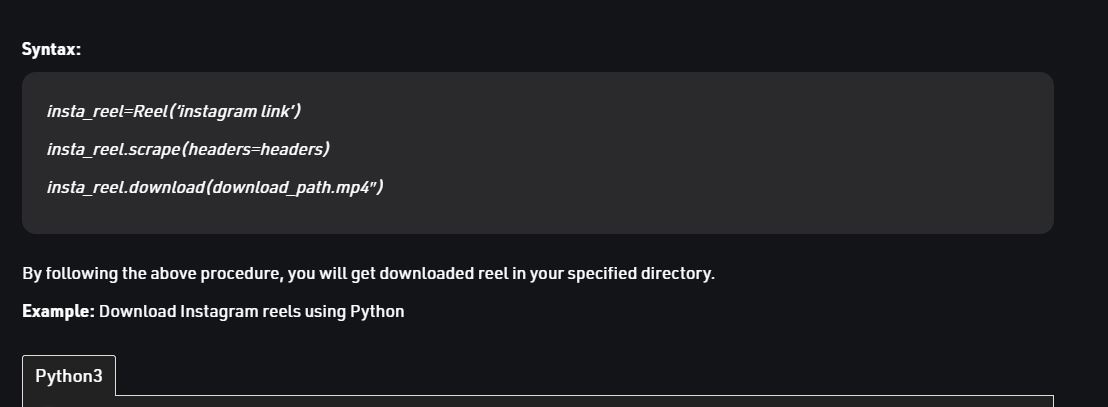 Syntax:
insta_reel=Reel(‘instagram link’)
insta_reel.scrape(headers=headers)
insta_reel.download(download_path.mp4”)
By following the above procedure, you will get downloaded reel in your specified directory.
Example: Download Instagram reels using Python
Python3